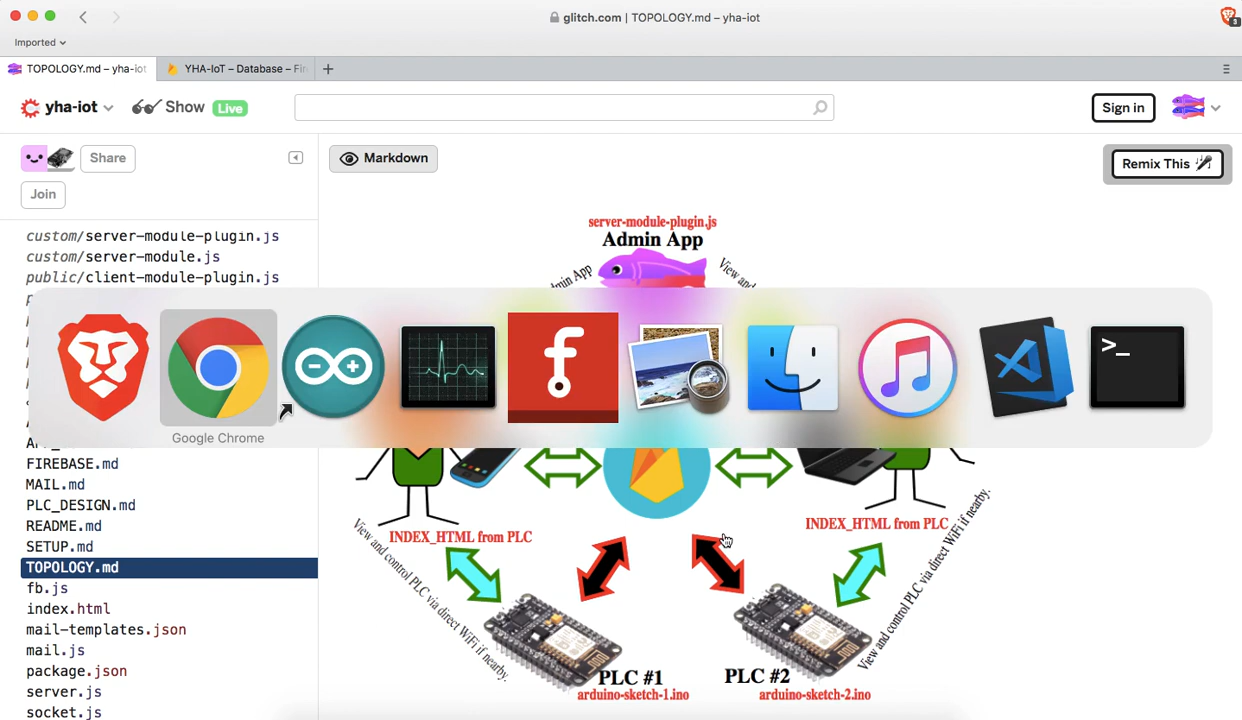 glitch.com | TOPOLOGY.md – yha-iot
3
Imported
TOPOLOGY.md – yha-iot
YHA-IoT – Database – Fir
yha-iot
Show
Live
Sign in
Share
Join
Markdown
Remix This
custom/server-module-plugin.js
custom/server-module.js
public/client-module-plugin.js
FIREBASE.md
MAIL.md
PLC_DESIGN.md
README.md
SETUP.md
TOPOLOGY.md
fb.js
index.html
mail-templates.json
mail.js
package.json
server.js
socket.js
server-module-plugin.js
Admin App
dmin App
View and
>_
Google Chrome
INDEX_HTML from PLC
INDEX_HTML from PLC
View and control PLC via direct WiFi if nearby.
View and control PLC via direct WiFi if nearby.
PLC #1
arduino-sketch-1.ino
PLC #2
arduino-sketch-2.ino